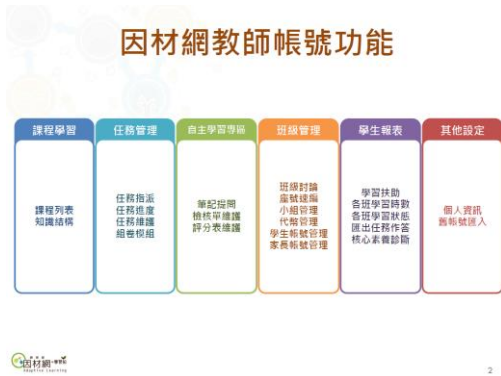 因材網教師帳號功能
課程學習
課程列表
知識結構
任務管理
任務指派
任務進度
任務維護
組卷模組
自主學習專區
筆記提問
檢核單維護
評分表維護
班級管理
班級討論
座號速編
小組管理
代幣管理
學生帳號管理
家長帳號管理
學生報表
學習扶助
各班學習時數
各班學習狀態
匯出任務作答
核心素養診斷
其他設定
個人資訊
舊帳號匯入
因材網
Adaptive Learning
2